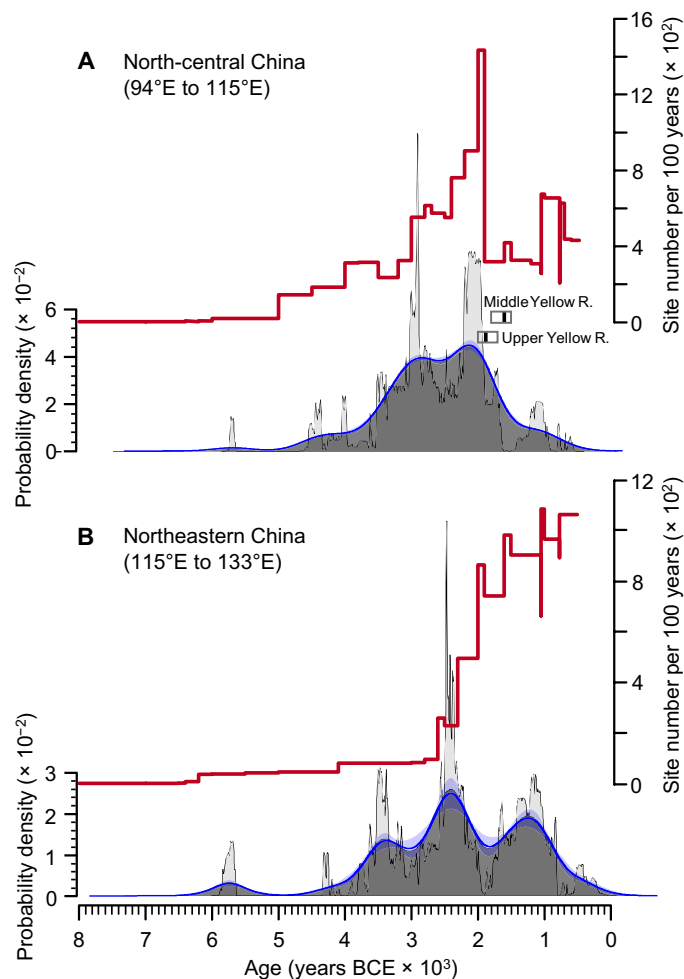 A North-central China
(94°E to 115°E)
16
12
8
4
0
Site number per 100 years (× 10²)
Middle Yellow R.
Upper Yellow R.
6
4
2
0
Probability density (× 10⁻²)
B Northeastern China
(115°E to 133°E)
12
8
4
0
Site number per 100 years (× 10²)
3
2
1
0
Probability density (× 10⁻²)
8 7 6 5 4 3 2 1 0
Age (years BCE × 10³)